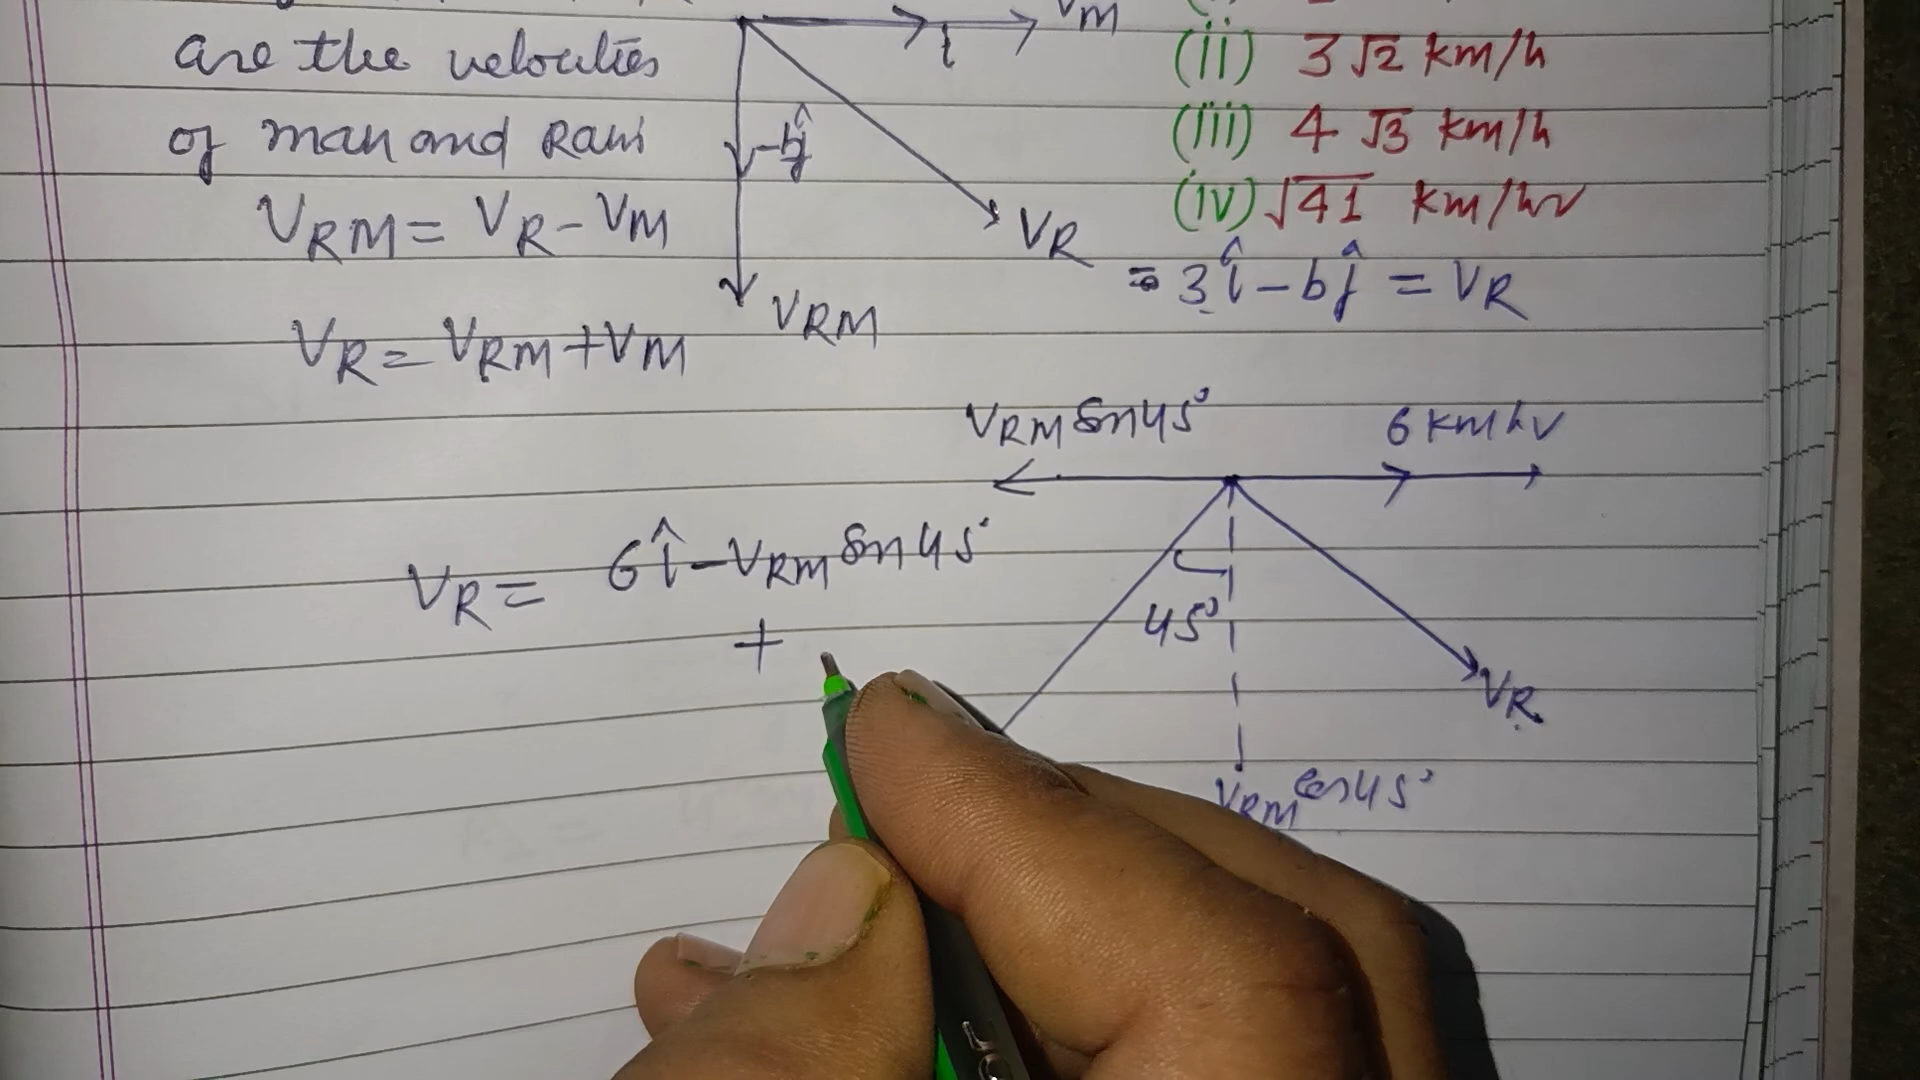 are the velocities
of man and Rain
VRM = VR - VM
VR = VRM + VM
VM
î
-bĵ
VR
VRM
(ii) 3√2 km/h
(iii) 4√3 km/h
(iv) √41 km/hr
= 3î - bĵ = VR
VRM sin45°
6 km hr
45°
VR
VRM cos45°
VR = 6î - VRM sin45°
+